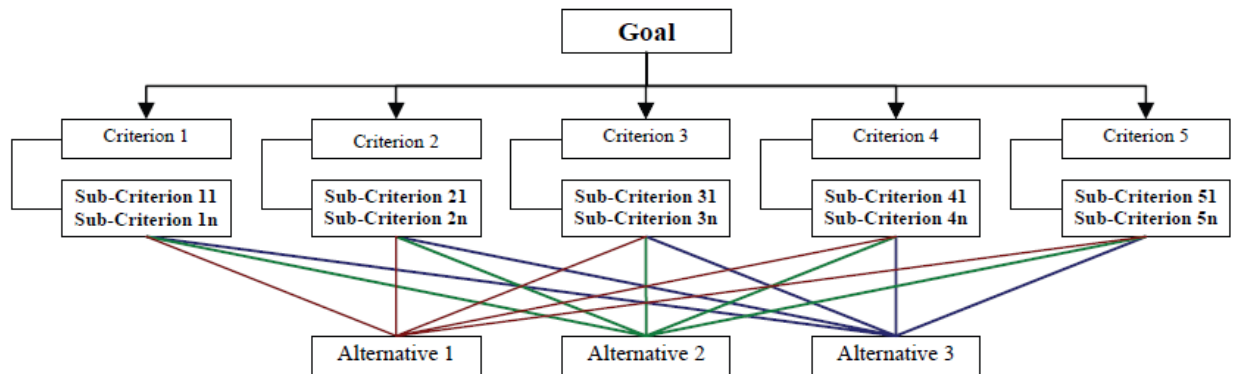 Goal
Criterion 1
Criterion 2
Criterion 3
Criterion 4
Criterion 5
Sub-Criterion 11
Sub-Criterion 1n
Sub-Criterion 21
Sub-Criterion 2n
Sub-Criterion 31
Sub-Criterion 3n
Sub-Criterion 41
Sub-Criterion 4n
Sub-Criterion 51
Sub-Criterion 5n
Alternative 1
Alternative 2
Alternative 3